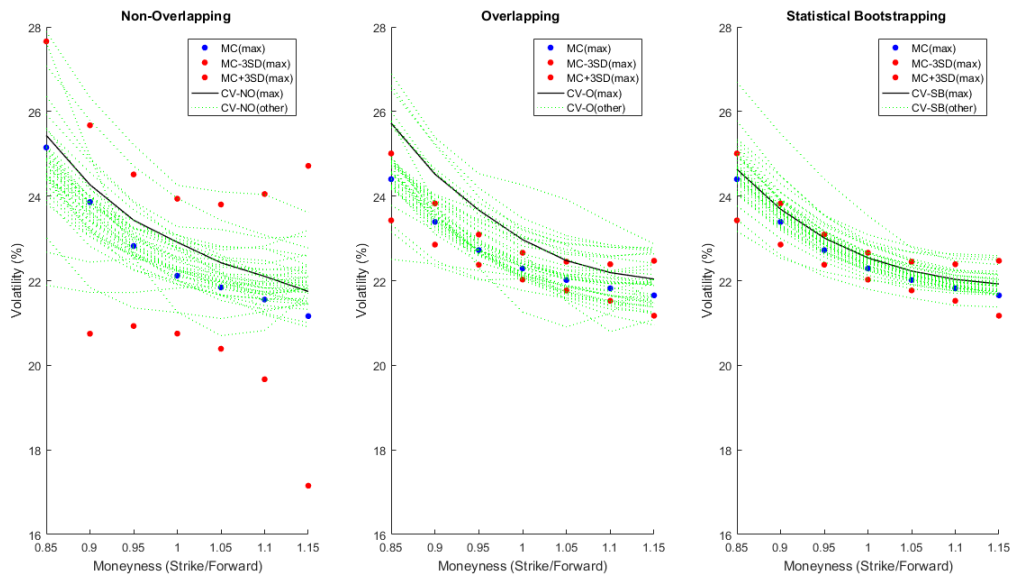 Non-Overlapping
28
26
24
22
20
18
16
Volatility (%)
0.85 0.9 0.95 1 1.05 1.1 1.15
Moneyness (Strike/Forward)
MC(max)
MC-3SD(max)
MC+3SD(max)
CV-NO(max)
CV-NO(other)
Overlapping
28
26
24
22
20
18
16
Volatility (%)
0.85 0.9 0.95 1 1.05 1.1 1.15
Moneyness (Strike/Forward)
MC(max)
MC-3SD(max)
MC+3SD(max)
CV-O(max)
CV-O(other)
Statistical Bootstrapping
28
26
24
22
20
18
16
Volatility (%)
0.85 0.9 0.95 1 1.05 1.1 1.15
Moneyness (Strike/Forward)
MC(max)
MC-3SD(max)
MC+3SD(max)
CV-SB(max)
CV-SB(other)